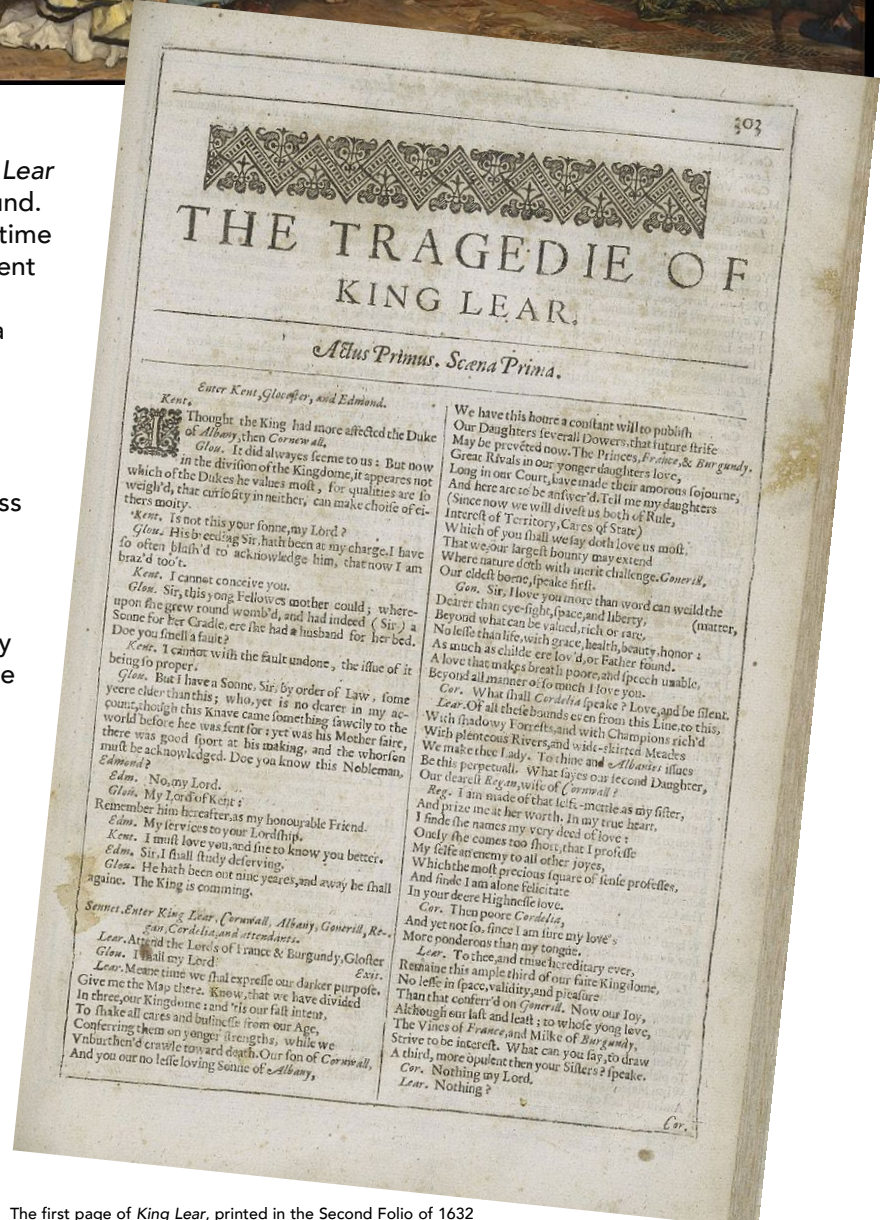 Lear
und.
time
ent
a
ss
y
e
303
THE TRAGEDIE OF
KING LEAR.
Actus Primus. Scæna Prima.
Enter Kent, Glocester, and Edmond.
Kent.
I Thought the King had more affected the Duke
of Albany, then Cornewall,
Glou. It did alwayes seeme to us: But now
in the division of the Kingdome, it appeares not
which of the Dukes he values most, for qualities are so
weigh'd, that curiosity in neither, can make choise of ei-
thers moity.
Kent. Is not this your sonne, my Lord?
Glou. His breeding Sir, hath been at my charge. I have
so often blush'd to acknowledge him, that now I am
braz'd too't.
Kent. I cannot conceive you.
Glou. Sir, this yong Fellowes mother could; where-
upon she grew round womb'd, and had indeed (Sir) a
Sonne for her Cradle, ere she had a husband for her bed.
Doe you smell a fault?
Kent. I cannot wish the fault undone, the issue of it
being so proper.
Glou. But I have a Sonne, Sir, by order of Law, some
yeere elder than this; who, yet is no dearer in my ac-
count, though this Knave came something sawcily to the
world before hee was sent for: yet was his Mother faire,
there was good sport at his making, and the whorson
must be acknowledged. Doe you know this Nobleman,
Edmond?
Edm. No, my Lord.
Glou. My Lord of Kent:
Remember him hereafter, as my honourable Friend.
Edm. My services to your Lordship.
Kent. I must love you, and sue to know you better.
Edm. Sir, I shall study deserving.
Glou. He hath been out nine yeares, and away he shall
againe. The King is comming.
Sennet. Enter King Lear, Cornwall, Albany, Gonerill, Re-
gan, Cordelia, and attendants.
Lear. Attend the Lords of France & Burgundy, Gloster
Glou. I shall my Lord. Exit.
Lear. Meane time we shal expresse our darker purpose.
Give me the Map there. Know, that we have divided
In three, our Kingdome: and 'tis our fast intent,
To shake all cares and businesse from our Age,
Conferring them on yonger strengths, while we
Vnburthen'd crawle toward death. Our son of Cornwall,
And you our no lesse loving Sonne of Albany,
We have this houre a constant will to publish
Our Daughters severall Dowers, that future strife
May be prevēted now. The Princes, France, & Burgundy.
Great Rivals in our yonger daughters love,
Long in our Court, have made their amorous sojourne,
And here are to be answer'd. Tell me my daughters
(Since now we will divest us both of Rule,
Interest of Territory, Cares of State)
Which of you shall we say doth love us most,
That we, our largest bounty may extend
Where nature doth with merit challenge. Gonerill,
Our eldest borne, speake first.
Gon. Sir, I love you more than word can weild the
Dearer than eye-sight, space, and liberty, (matter,
Beyond what can be valued, rich or rare,
No lesse than life, with grace, health, beauty, honor:
As much as childe ere lov'd, or Father found.
A love that makes breath poore, and speech unable,
Beyond all manner of so much I love you.
Cor. What shall Cordelia speake? Love, and be silent.
Lear. Of all these bounds even from this Line, to this,
With shadowy Forrests, and with Champions rich'd
With plenteous Rivers, and wide-skirted Meades
We make thee Lady. To thine and Albanies issues
Be this perpetuall. What sayes our second Daughter,
Our dearest Regan, wife of Cornwall?
Reg. I am made of that selfe-mettle as my sister,
And prize me at her worth. In my true heart,
I finde she names my very deed of love:
Onely she comes too short, that I professe
My selfe an enemy to all other joyes,
Which the most precious square of sense professes,
And finde I am alone felicitate
In your deere Highnesse love.
Cor. Then poore Cordelia,
And yet not so, since I am sure my love's
More ponderous than my tongue.
Lear. To thee, and thine hereditary ever,
Remaine this ample third of our faire Kingdome,
No lesse in space, validity, and pleasure
Than that conferr'd on Gonerill. Now our Joy,
Although our last and least; to whose yong love,
The Vines of France, and Milke of Burgundy,
Strive to be interest. What can you say, to draw
A third, more opulent then your Sisters? speake.
Cor. Nothing my Lord.
Lear. Nothing?
Cor.
The first page of King Lear, printed in the Second Folio of 1632